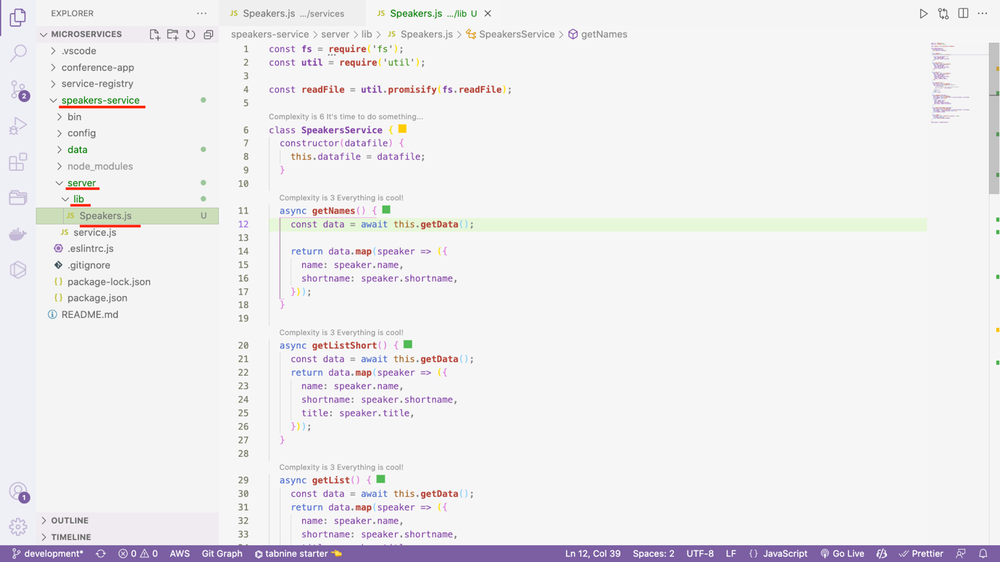 EXPLORER
MICROSERVICES
.vscode
conference-app
service-registry
speakers-service
bin
config
data
node_modules
server
lib
JS Speakers.js U
JS service.js
.eslintrc.js
.gitignore
{} package-lock.json
{} package.json
README.md
OUTLINE
TIMELINE
2
1
JS Speakers.js .../services
JS Speakers.js .../lib U
speakers-service > server > lib > JS Speakers.js > SpeakersService > getNames
1 const fs = require('fs');
2 const util = require('util');
3
4 const readFile = util.promisify(fs.readFile);
5
Complexity is 6 It's time to do something...
6 class SpeakersService {
7 constructor(datafile) {
8 this.datafile = datafile;
9 }
10
Complexity is 3 Everything is cool!
11 async getNames() {
12 const data = await this.getData();
13
14 return data.map(speaker => ({
15 name: speaker.name,
16 shortname: speaker.shortname,
17 }));
18 }
19
Complexity is 3 Everything is cool!
20 async getListShort() {
21 const data = await this.getData();
22 return data.map(speaker => ({
23 name: speaker.name,
24 shortname: speaker.shortname,
25 title: speaker.title,
26 }));
27 }
28
Complexity is 3 Everything is cool!
29 async getList() {
30 const data = await this.getData();
31 return data.map(speaker => ({
32 name: speaker.name,
33 shortname: speaker.shortname,
development* 0 0 AWS Git Graph tabnine starter 👈 Ln 12, Col 39 Spaces: 2 UTF-8 LF {} JavaScript Go Live Prettier